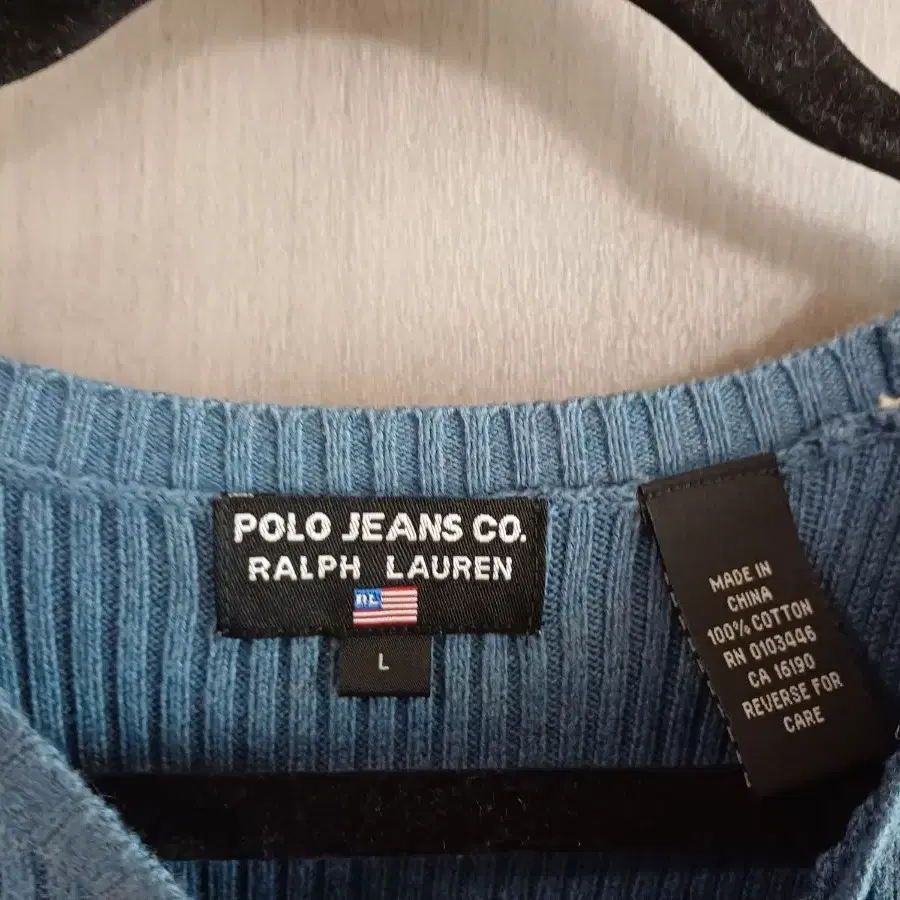 POLO JEANS CO.
RALPH LAUREN
RL
L
MADE IN
CHINA
100% COTTON
RN 0103446
CA 16190
REVERSE FOR
CARE